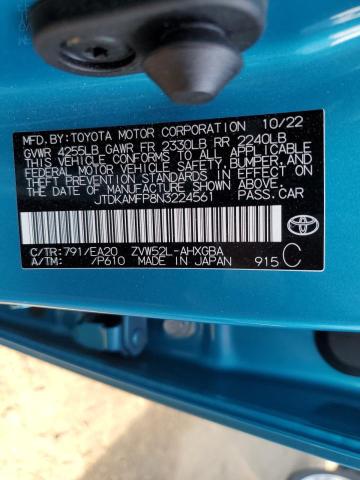 MFD. BY: TOYOTA MOTOR CORPORATION 10/22
GVWR 4255LB GAWR FR 2330LB RR 2240LB
THIS VEHICLE CONFORMS TO ALL APPLICABLE
FEDERAL MOTOR VEHICLE SAFETY, BUMPER, AND
THEFT PREVENTION STANDARDS IN EFFECT ON
THE DATE OF MANUFACTURE SHOWN ABOVE.
JTDKAMFP8N3224561 PASS.CAR
C/TR:791/EA20 ZVW52L-AHXGBA
A/TM: /P610 MADE IN JAPAN 915 C